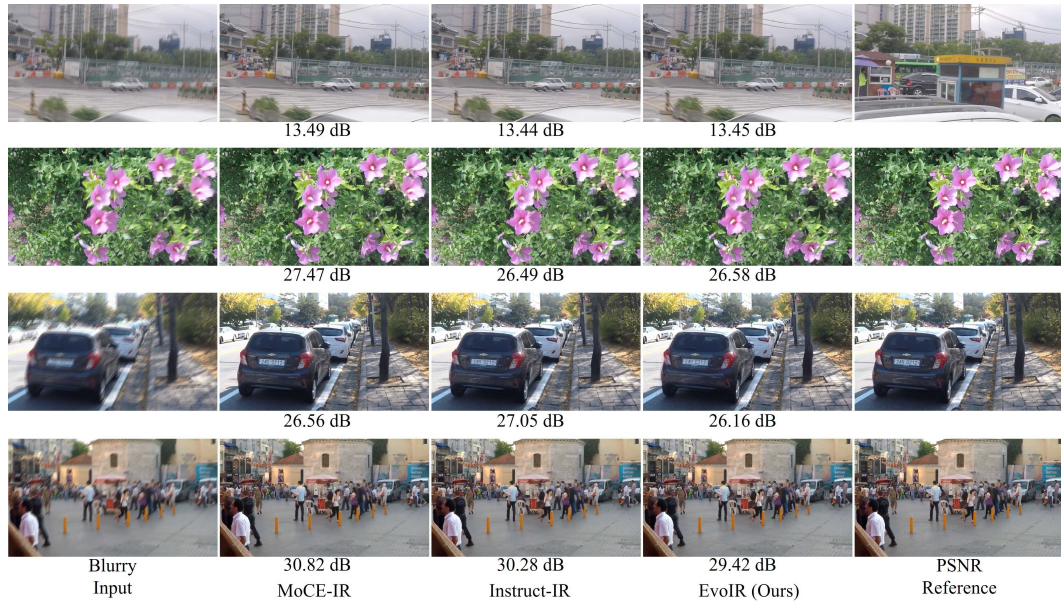 13.49 dB 13.44 dB 13.45 dB
27.47 dB 26.49 dB 26.58 dB
26.56 dB 27.05 dB 26.16 dB
30.82 dB 30.28 dB 29.42 dB
Blurry Input MoCE-IR Instruct-IR EvoIR (Ours) PSNR Reference